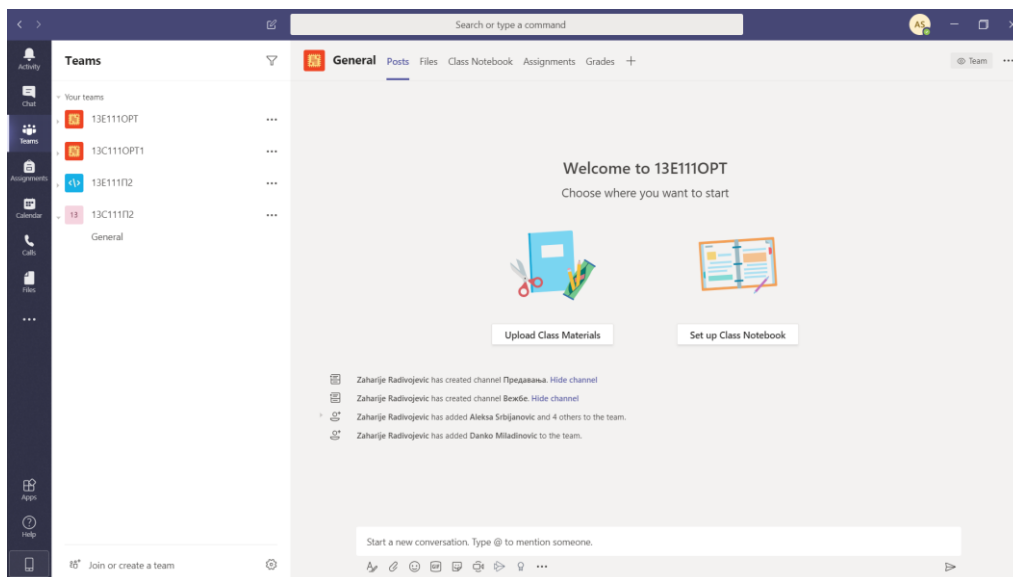 Search or type a command
AS
Activity
Chat
Teams
Assignments
Calendar
Calls
Files
Apps
Help
Teams
Your teams
13Е111ОРТ
13С111ОРТ1
13Е111П2
13 13С111П2
General
Join or create a team
General Posts Files Class Notebook Assignments Grades
Team
Welcome to 13Е111ОРТ
Choose where you want to start
Upload Class Materials Set up Class Notebook
Zaharije Radivojevic has created channel Предавања. Hide channel
Zaharije Radivojevic has created channel Вежбе. Hide channel
Zaharije Radivojevic has added Aleksa Srbijanovic and 4 others to the team.
Zaharije Radivojevic has added Danko Miladinovic to the team.
Start a new conversation. Type @ to mention someone.
GIF